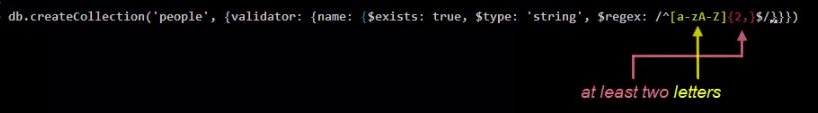 db.createCollection('people', {validator: {name: {$exists: true, $type: 'string', $regex: /^[a-zA-Z]{2,}$/}}})
at least two letters